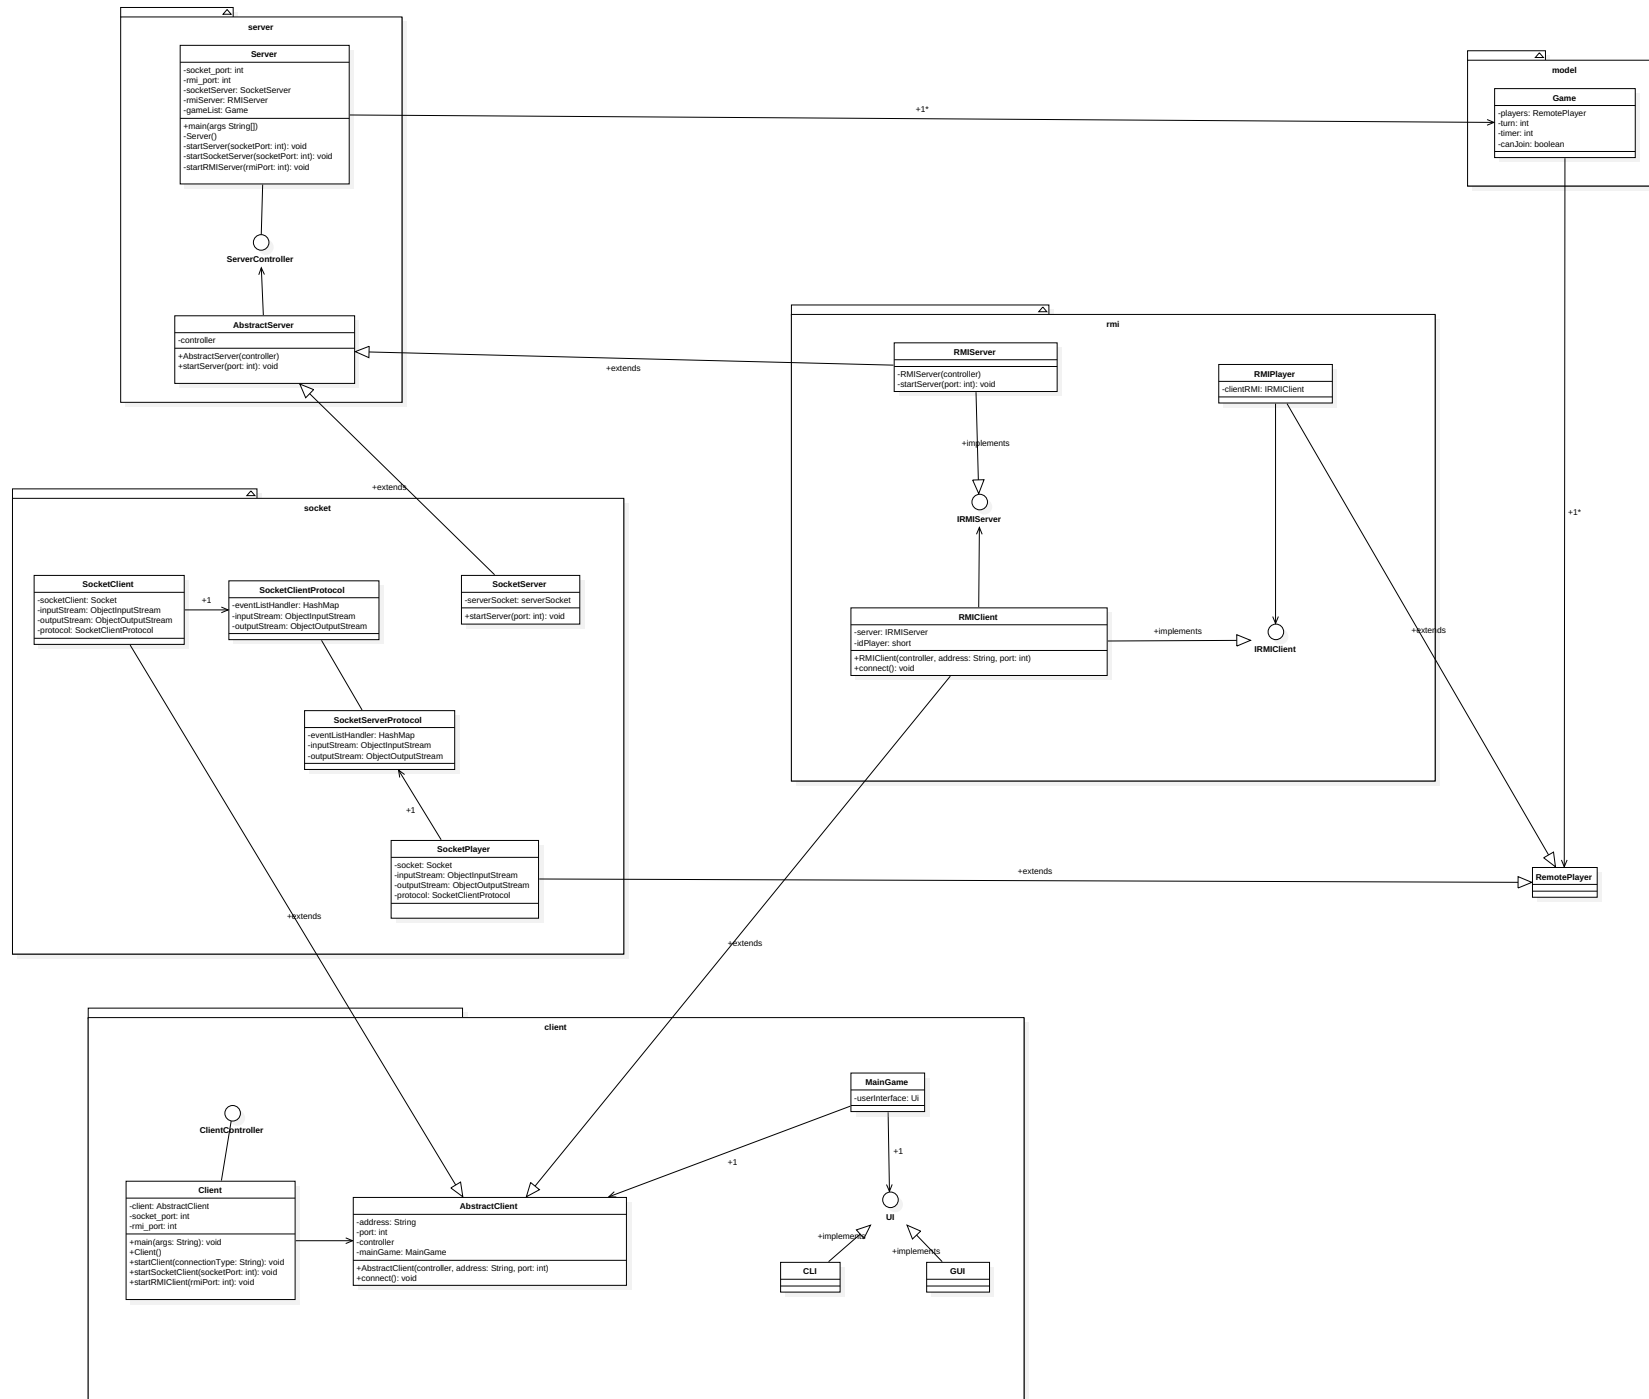 server
Server
-socket_port: int
-rmi_port: int
-socketServer: SocketServer
-rmiServer: RMIServer
-gameList: Game
+main(args String[])
-Server()
-startServer(socketPort: int): void
-startSocketServer(socketPort: int): void
-startRMIServer(rmiPort: int): void
ServerController
AbstractServer
-controller
+AbstractServer(controller)
+startServer(port: int): void
+1*
model
Game
-players: RemotePlayer
-turn: int
-timer: int
-canJoin: boolean
+1*
+extends
rmi
RMIServer
-RMIServer(controller)
-startServer(port: int): void
+implements
IRMIServer
RMIPlayer
-clientRMI: IRMIClient
RMIClient
-server: IRMIServer
-idPlayer: short
+RMIClient(controller, address: String, port: int)
+connect(): void
+implements
IRMIClient
+extends
+extends
socket
SocketClient
-socketClient: Socket
-inputStream: ObjectInputStream
-outputStream: ObjectOutputStream
-protocol: SocketClientProtocol
+1
SocketClientProtocol
-eventListHandler: HashMap
-inputStream: ObjectInputStream
-outputStream: ObjectOutputStream
SocketServer
-serverSocket: serverSocket
+startServer(port: int): void
SocketServerProtocol
-eventListHandler: HashMap
-inputStream: ObjectInputStream
-outputStream: ObjectOutputStream
+1
SocketPlayer
-socket: Socket
-inputStream: ObjectInputStream
-outputStream: ObjectOutputStream
-protocol: SocketClientProtocol
+extends
RemotePlayer
+extends
+extends
client
ClientController
Client
-client: AbstractClient
-socket_port: int
-rmi_port: int
+main(args: String): void
+Client()
+startClient(connectionType: String): void
+startSocketClient(socketPort: int): void
+startRMIClient(rmiPort: int): void
AbstractClient
-address: String
-port: int
-controller
-mainGame: MainGame
+AbstractClient(controller, address: String, port: int)
+connect(): void
MainGame
-userInterface: Ui
+1
+1
UI
+implements
+implements
CLI
GUI